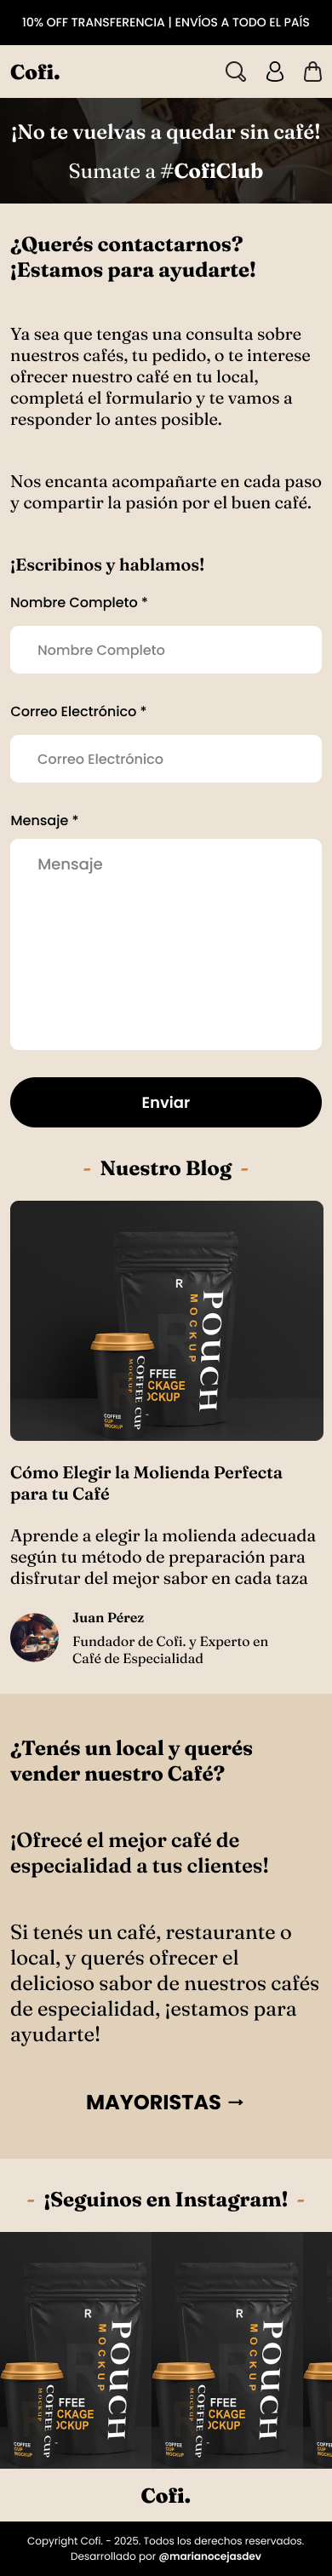 10% OFF TRANSFERENCIA | ENVÍOS A TODO EL PAÍS
Cofi.
¡No te vuelvas a quedar sin café!
Sumate a #CofiClub
¿Querés contactarnos?
¡Estamos para ayudarte!
Ya sea que tengas una consulta sobre
nuestros cafés, tu pedido, o te interese
ofrecer nuestro café en tu local,
completá el formulario y te vamos a
responder lo antes posible.
Nos encanta acompañarte en cada paso
y compartir la pasión por el buen café.
¡Escribinos y hablamos!
Nombre Completo *
Nombre Completo
Correo Electrónico *
Correo Electrónico
Mensaje *
Mensaje
Enviar
- Nuestro Blog -
R
POUCH
MOCKUP
FFEE
CKAGE
OCKUP
COFFEE CUP
MOCKUP
COFFEE
CUP
MOCKUP
Cómo Elegir la Molienda Perfecta
para tu Café
Aprende a elegir la molienda adecuada
según tu método de preparación para
disfrutar del mejor sabor en cada taza
Juan Pérez
Fundador de Cofi. y Experto en
Café de Especialidad
¿Tenés un local y querés
vender nuestro Café?
¡Ofrecé el mejor café de
especialidad a tus clientes!
Si tenés un café, restaurante o
local, y querés ofrecer el
delicioso sabor de nuestros cafés
de especialidad, ¡estamos para
ayudarte!
MAYORISTAS →
- ¡Seguinos en Instagram! -
R
POUCH
MOCKUP
FFEE
CKAGE
OCKUP
COFFEE CUP
MOCKUP
COFFEE
CUP
MOCKUP
R
POUCH
MOCKUP
FFEE
CKAGE
OCKUP
COFFEE CUP
MOCKUP
COFFEE
CUP
MOCKUP
COFFEE
CUP
MOCKUP
Cofi.
Copyright Cofi. - 2025. Todos los derechos reservados.
Desarrollado por @marianocejasdev